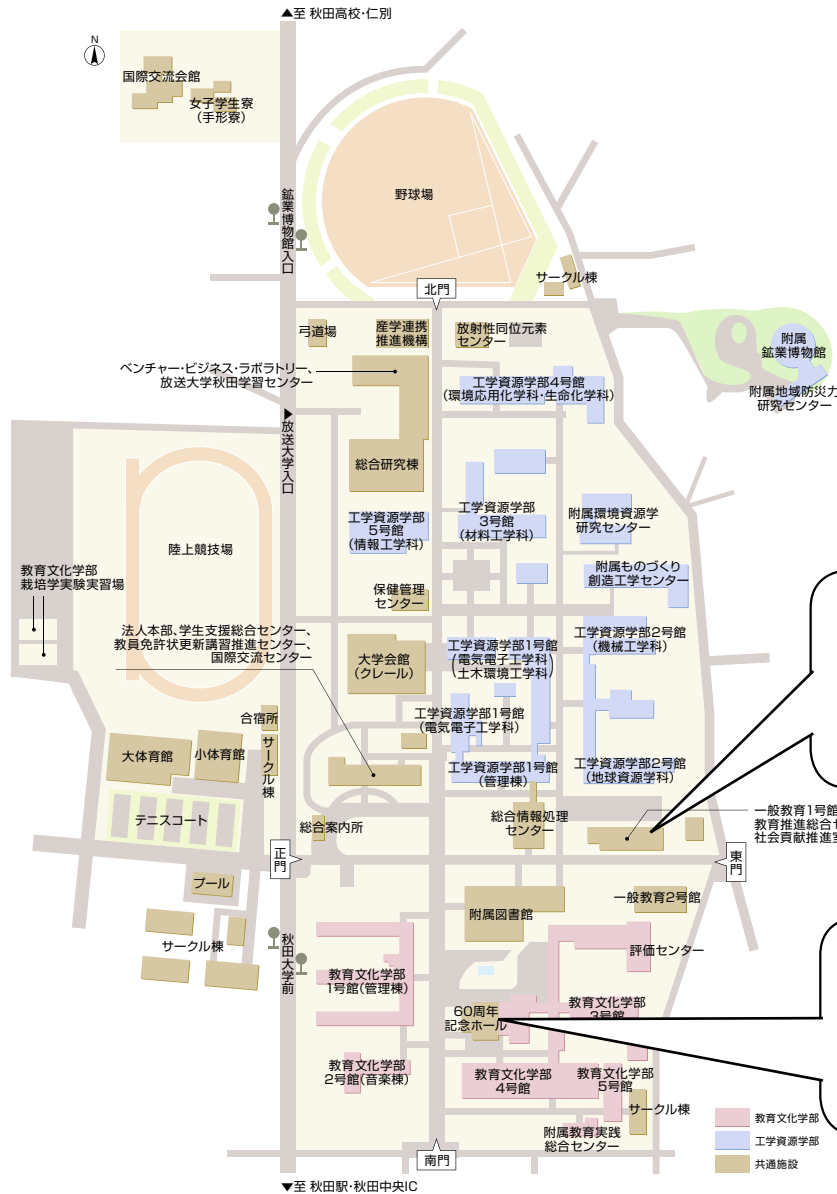 ▲至 秋田高校・仁別
N
国際交流会館
女子学生寮
(手形寮)
鉱業博物館入口
野球場
サークル棟
北門
弓道場
産学連携
推進機構
放射性同位元素
センター
附属
鉱業博物館
ベンチャー・ビジネス・ラボラトリー、
放送大学秋田学習センター
工学資源学部4号館
(環境応用化学科・生命化学科)
附属地域防災力
研究センター
▶放送大学入口
総合研究棟
工学資源学部
5号館
(情報工学科)
工学資源学部
3号館
(材料工学科)
附属環境資源学
研究センター
陸上競技場
教育文化学部
栽培学実験実習場
附属ものづくり
創造工学センター
保健管理
センター
法人本部、学生支援総合センター、
教員免許状更新講習推進センター、
国際交流センター
大学会館
(クレール)
工学資源学部1号館
(電気電子工学科)
(土木環境工学科)
工学資源学部2号館
(機械工学科)
合宿所
工学資源学部1号館
(電気電子工学科)
サークル棟
大体育館
小体育館
工学資源学部1号館
(管理棟)
工学資源学部2号館
(地球資源学科)
テニスコート
総合案内所
総合情報処理
センター
一般教育1号館
教育推進総合セ
社会貢献推進室
正門
東門
プール
附属図書館
一般教育2号館
サークル棟
秋田大学前
評価センター
教育文化学部
1号館(管理棟)
60周年
記念ホール
教育文化学部
3号館
教育文化学部
2号館(音楽棟)
教育文化学部
4号館
教育文化学部
5号館
サークル棟
附属教育実践
総合センター
教育文化学部
工学資源学部
共通施設
南門
▼至 秋田駅・秋田中央IC